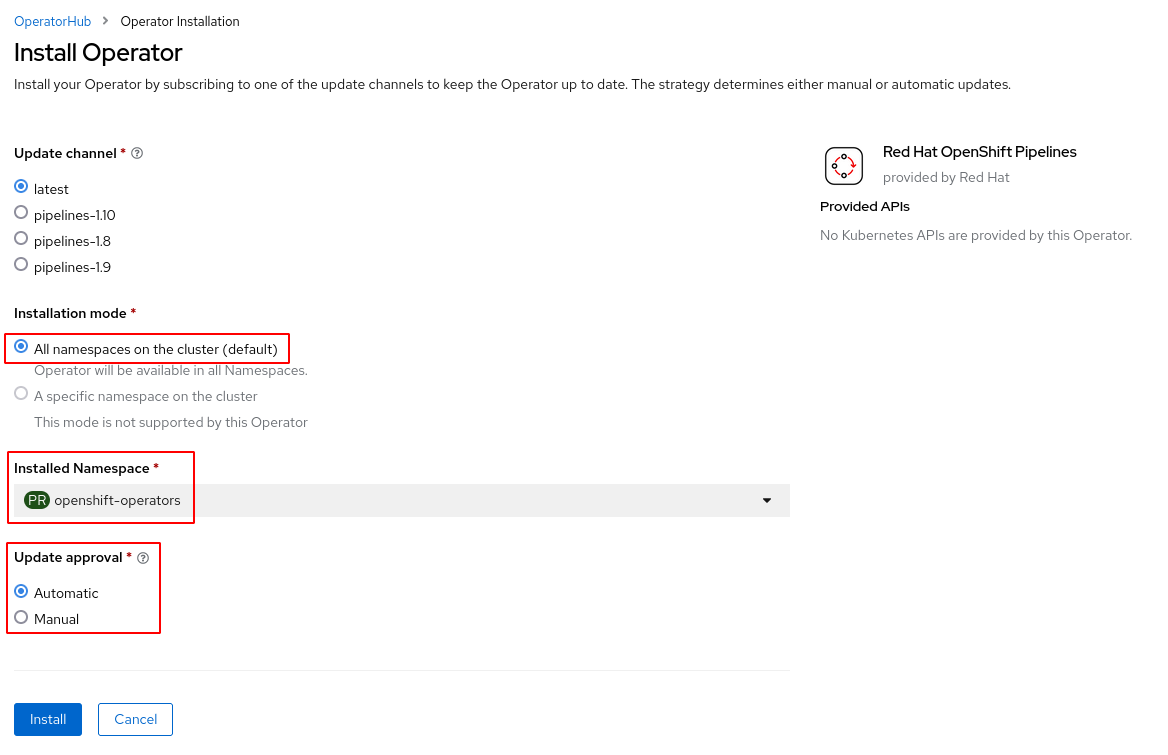 OperatorHub > Operator Installation
Install Operator
Install your Operator by subscribing to one of the update channels to keep the Operator up to date. The strategy determines either manual or automatic updates.
Update channel *
latest
pipelines-1.10
pipelines-1.8
pipelines-1.9
Installation mode *
All namespaces on the cluster (default)
Operator will be available in all Namespaces.
A specific namespace on the cluster
This mode is not supported by this Operator
Installed Namespace *
PR openshift-operators
Update approval *
Automatic
Manual
Install Cancel
Red Hat OpenShift Pipelines
provided by Red Hat
Provided APIs
No Kubernetes APIs are provided by this Operator.